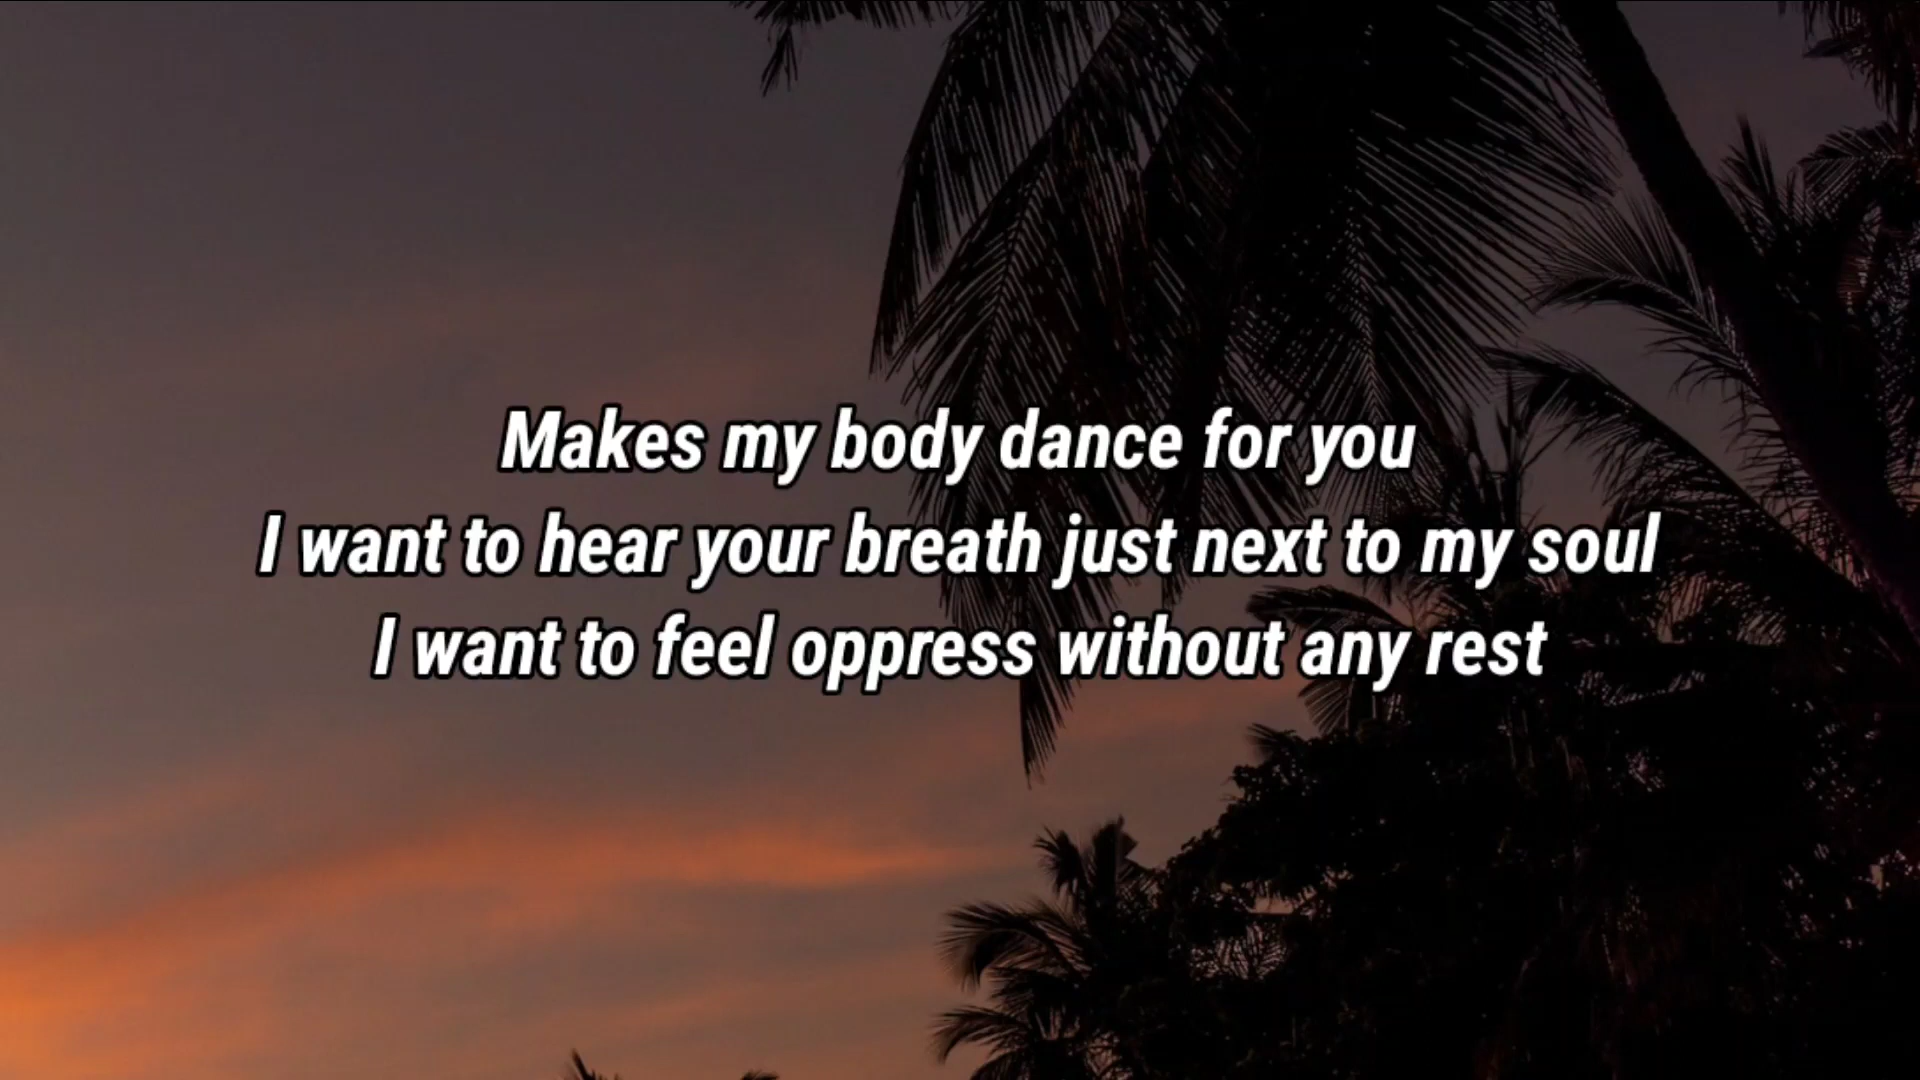 Makes my body dance for you
I want to hear your breath just next to my soul
I want to feel oppress without any rest